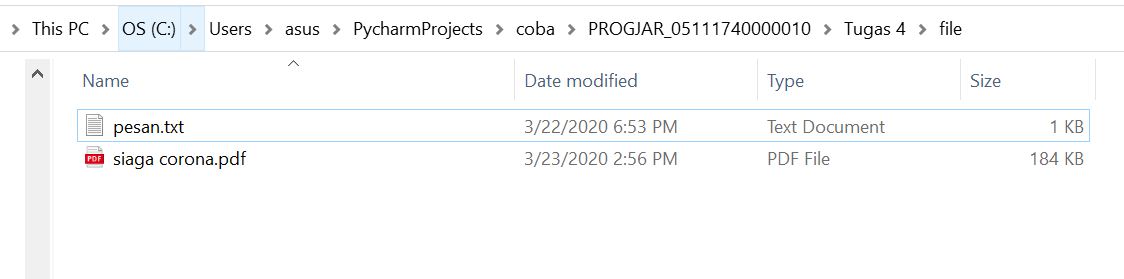 This PC > OS (C:) > Users > asus > PycharmProjects > coba > PROGJAR_05111740000010 > Tugas 4 > file
Name Date modified Type Size
pesan.txt 3/22/2020 6:53 PM Text Document 1 KB
PDF siaga corona.pdf 3/23/2020 2:56 PM PDF File 184 KB